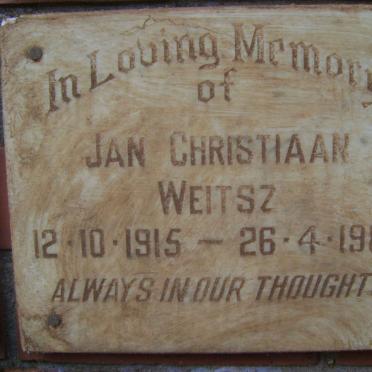 In Loving Memory
of
JAN CHRISTIAAN
WEITSZ
12·10·1915 — 26·4·198
ALWAYS IN OUR THOUGHTS